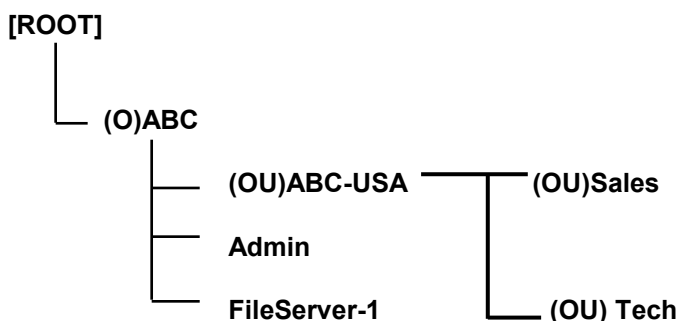 [ROOT]
(O)ABC
(OU)ABC-USA
(OU)Sales
Admin
FileServer-1
(OU) Tech